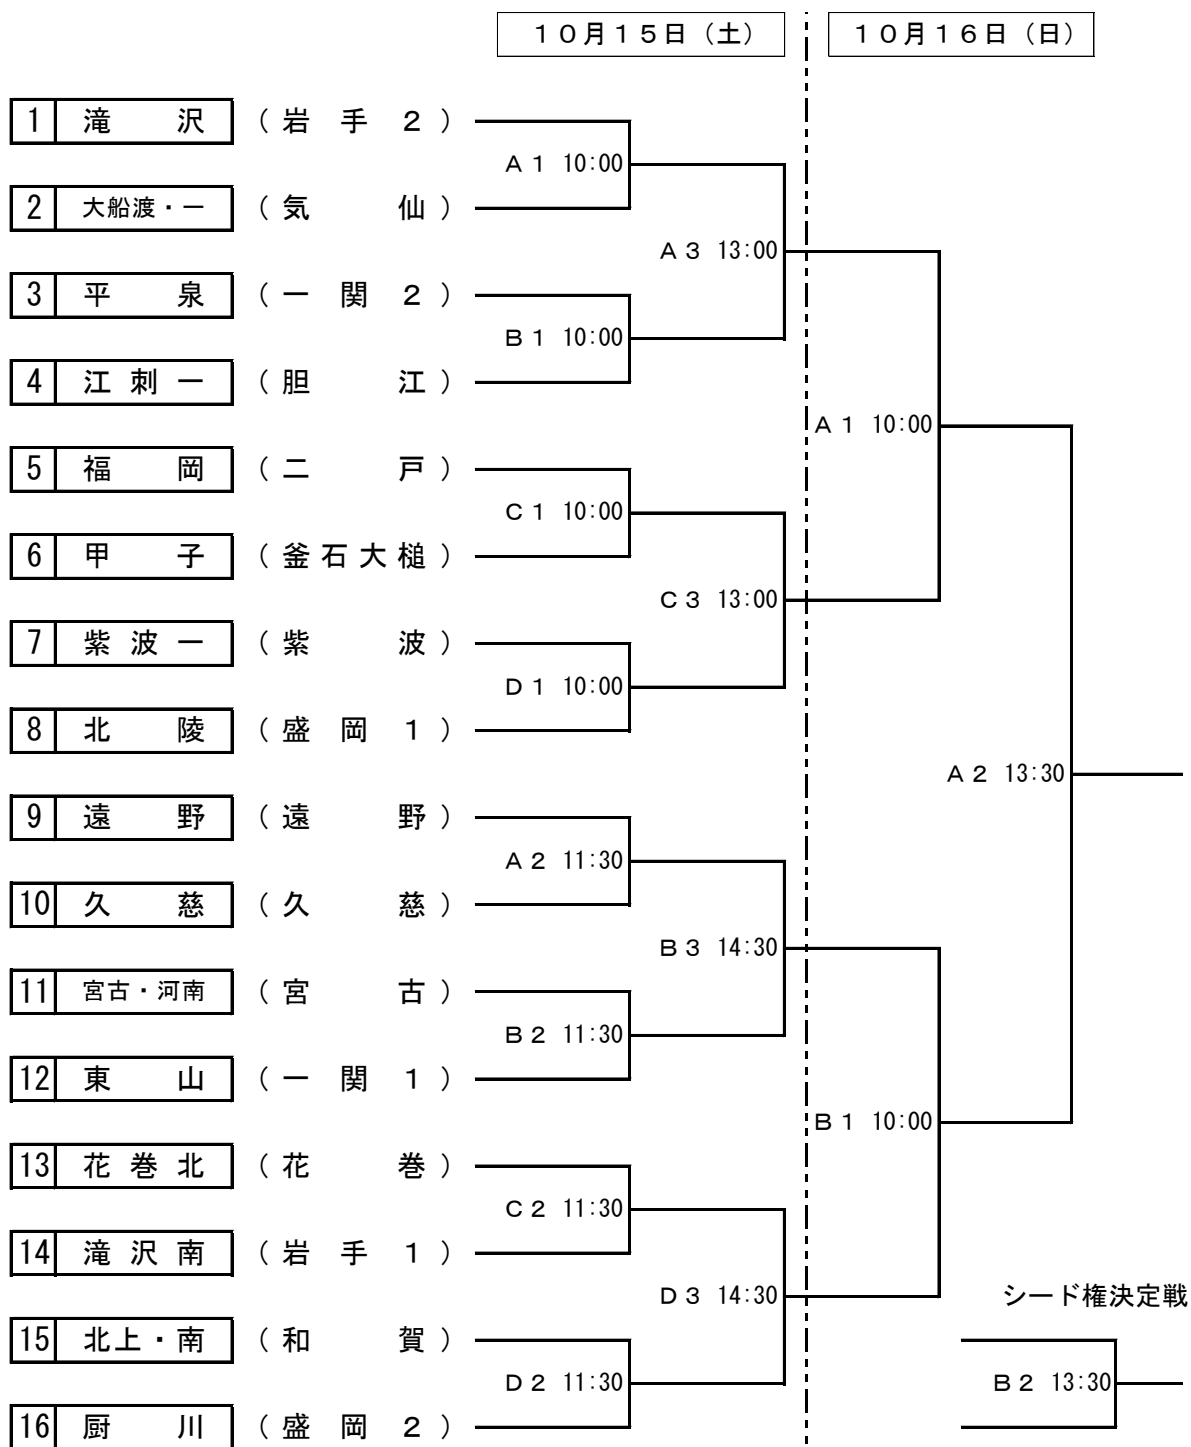 １０月１５日（土） １０月１６日（日）
1 滝沢 （岩手２）
A1 10:00
2 大船渡・一 （気仙）
A3 13:00
3 平泉 （一関２）
B1 10:00
4 江刺一 （胆江）
A1 10:00
5 福岡 （二戸）
C1 10:00
6 甲子 （釜石大槌）
C3 13:00
7 紫波一 （紫波）
D1 10:00
8 北陵 （盛岡１）
A2 13:30
9 遠野 （遠野）
A2 11:30
10 久慈 （久慈）
B3 14:30
11 宮古・河南 （宮古）
B2 11:30
12 東山 （一関１）
B1 10:00
13 花巻北 （花巻）
C2 11:30
14 滝沢南 （岩手１）
D3 14:30 シード権決定戦
15 北上・南 （和賀）
D2 11:30 B2 13:30
16 厨川 （盛岡２）